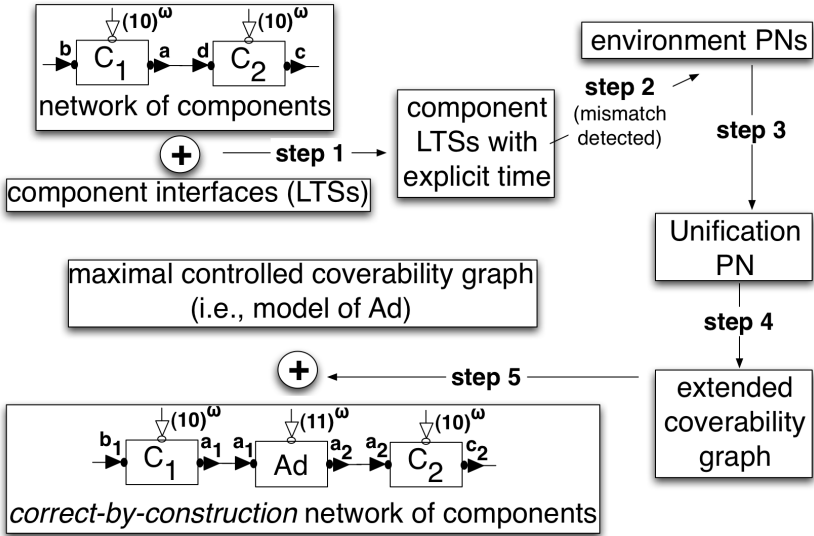 (10)ω (10)ω
b C1 a d C2 c
network of components
+
component interfaces (LTSs)
step 1
component
LTSs with
explicit time
step 2
(mismatch
detected)
environment PNs
step 3
Unification
PN
step 4
extended
coverability
graph
step 5
maximal controlled coverability graph
(i.e., model of Ad)
+
(10)ω (11)ω (10)ω
b1 C1 a1 a1 Ad a2 a2 C2 c2
correct-by-construction network of components